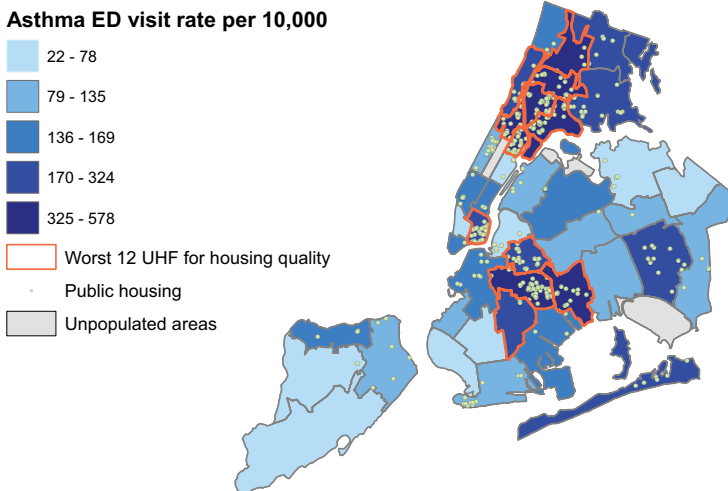 Asthma ED visit rate per 10,000
22 - 78
79 - 135
136 - 169
170 - 324
325 - 578
Worst 12 UHF for housing quality
Public housing
Unpopulated areas